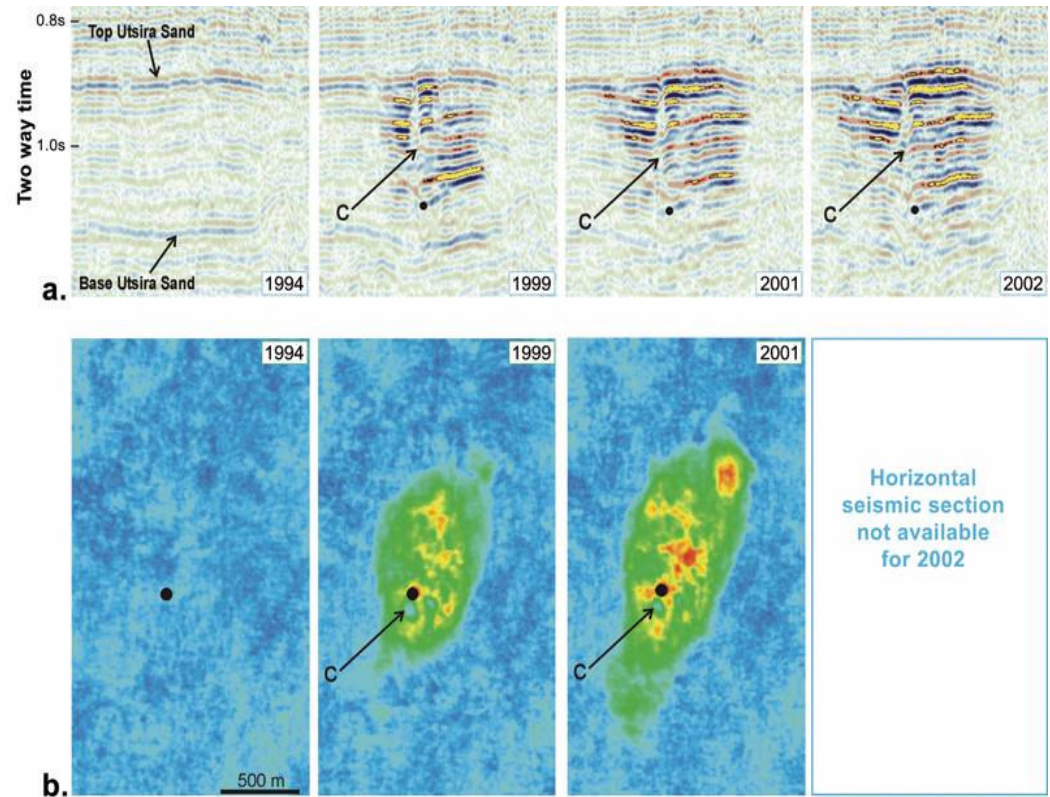 0.8s
Top Utsira Sand
Two way time
1.0s
C
C
C
Base Utsira Sand
a.
1994
1999
2001
2002
1994
1999
2001
Horizontal
seismic section
not available
for 2002
C
C
500 m
b.